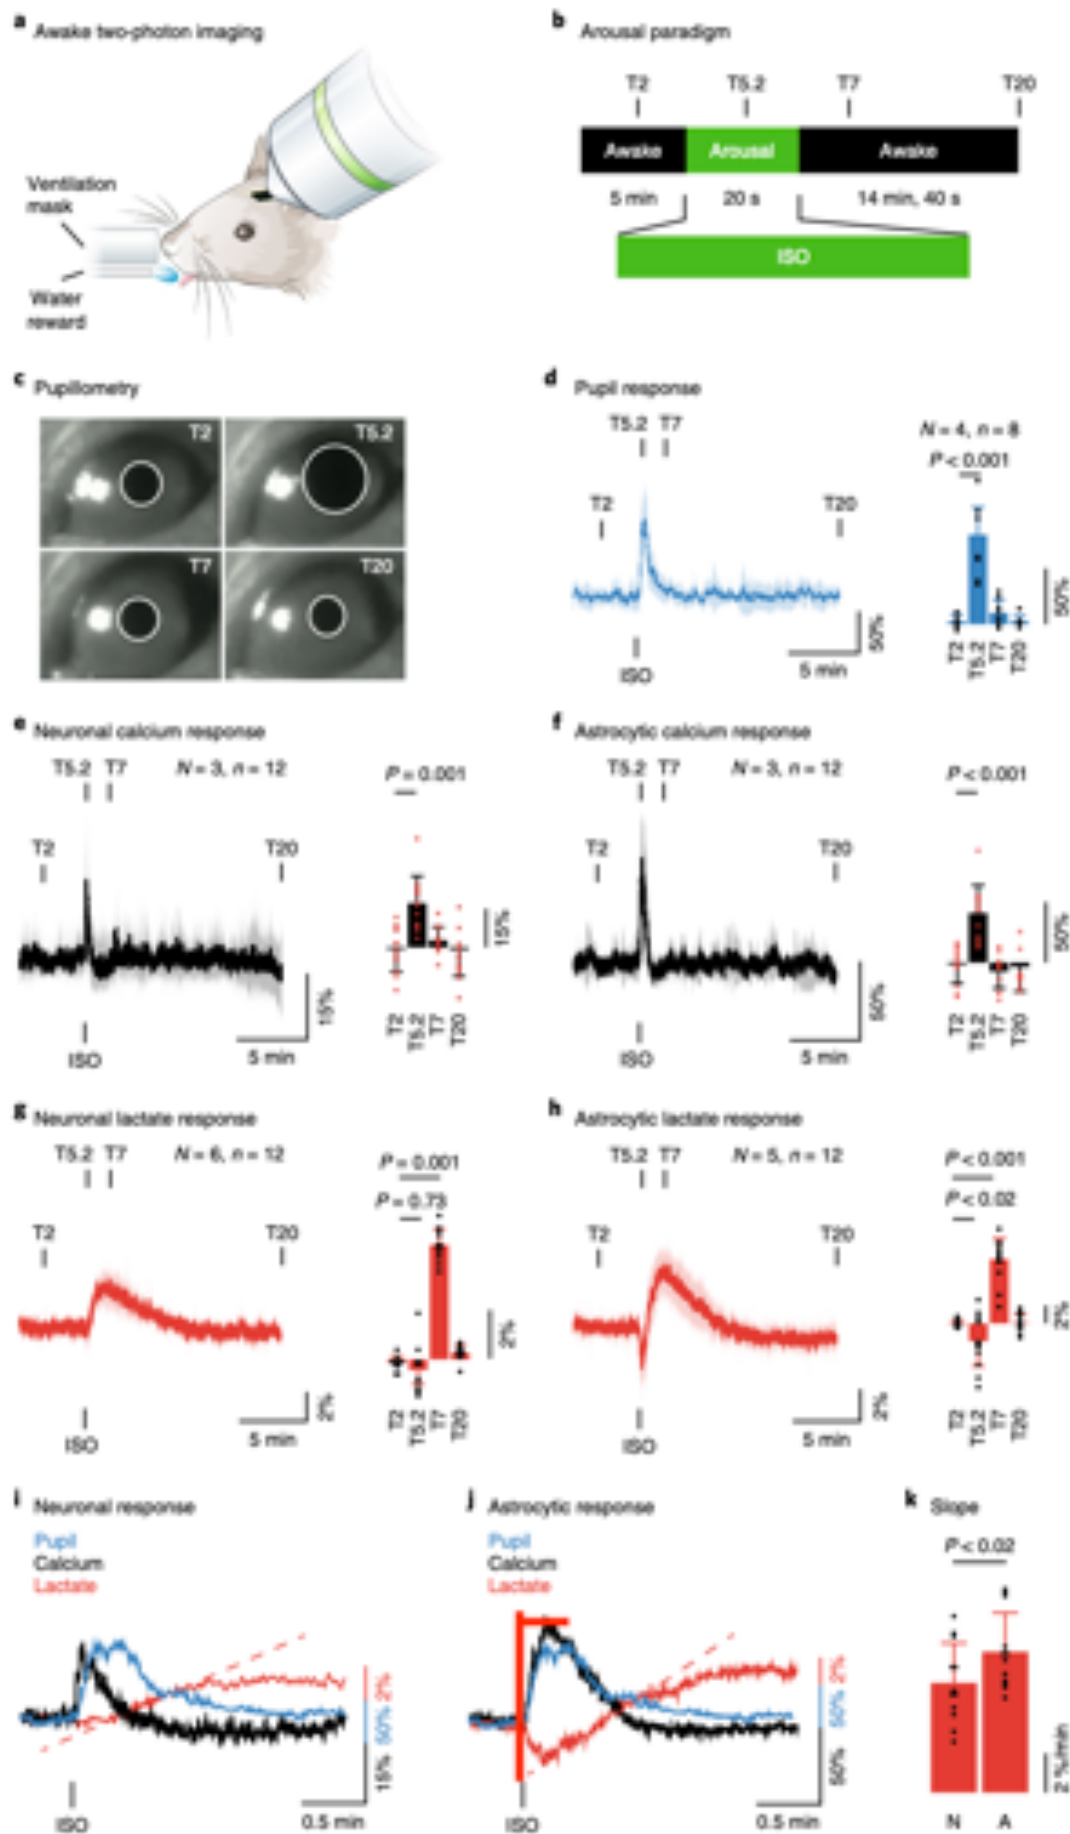 a Awake two-photon imaging
Ventilation
mask
Water
reward
b Arousal paradigm
T2 T5.2 T7 T20
Awake Arousal Awake
5 min 20 s 14 min, 40 s
ISO
c Pupillometry
T2 T5.2
T7 T20
d Pupil response
T5.2 T7
N = 4, n = 8
P < 0.001
T2 T20
50%
5 min
ISO
50%
T2 T5.2 T7 T20
e Neuronal calcium response
T5.2 T7 N = 3, n = 12
P = 0.001
T2 T20
15%
5 min
ISO
15%
T2 T5.2 T7 T20
f Astrocytic calcium response
T5.2 T7 N = 3, n = 12
P < 0.001
T2 T20
50%
5 min
ISO
50%
T2 T5.2 T7 T20
g Neuronal lactate response
T5.2 T7 N = 6, n = 12
P = 0.001
P = 0.73
T2 T20
2%
5 min
ISO
2%
T2 T5.2 T7 T20
h Astrocytic lactate response
T5.2 T7 N = 5, n = 12
P < 0.001
P < 0.02
T2 T20
2%
5 min
ISO
2%
T2 T5.2 T7 T20
i Neuronal response
Pupil
Calcium
Lactate
2%
50%
15%
0.5 min
ISO
j Astrocytic response
Pupil
Calcium
Lactate
2%
50%
50%
0.5 min
ISO
k Slope
P < 0.02
2 %/min
N A